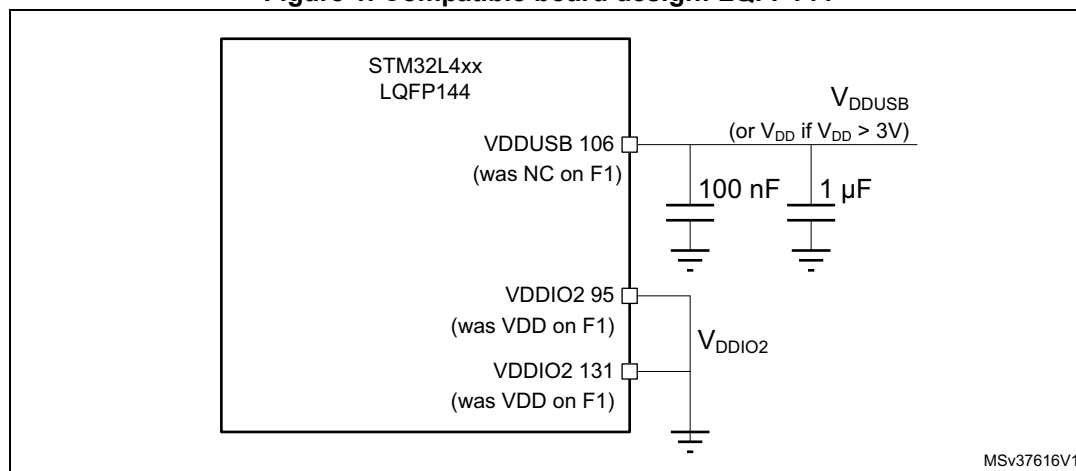 STM32L4xx
LQFP144
VDDUSB
(or VDD if VDD > 3V)
VDDUSB 106
(was NC on F1)
100 nF
1 µF
VDDIO2 95
(was VDD on F1)
VDDIO2
VDDIO2 131
(was VDD on F1)
MSv37616V1